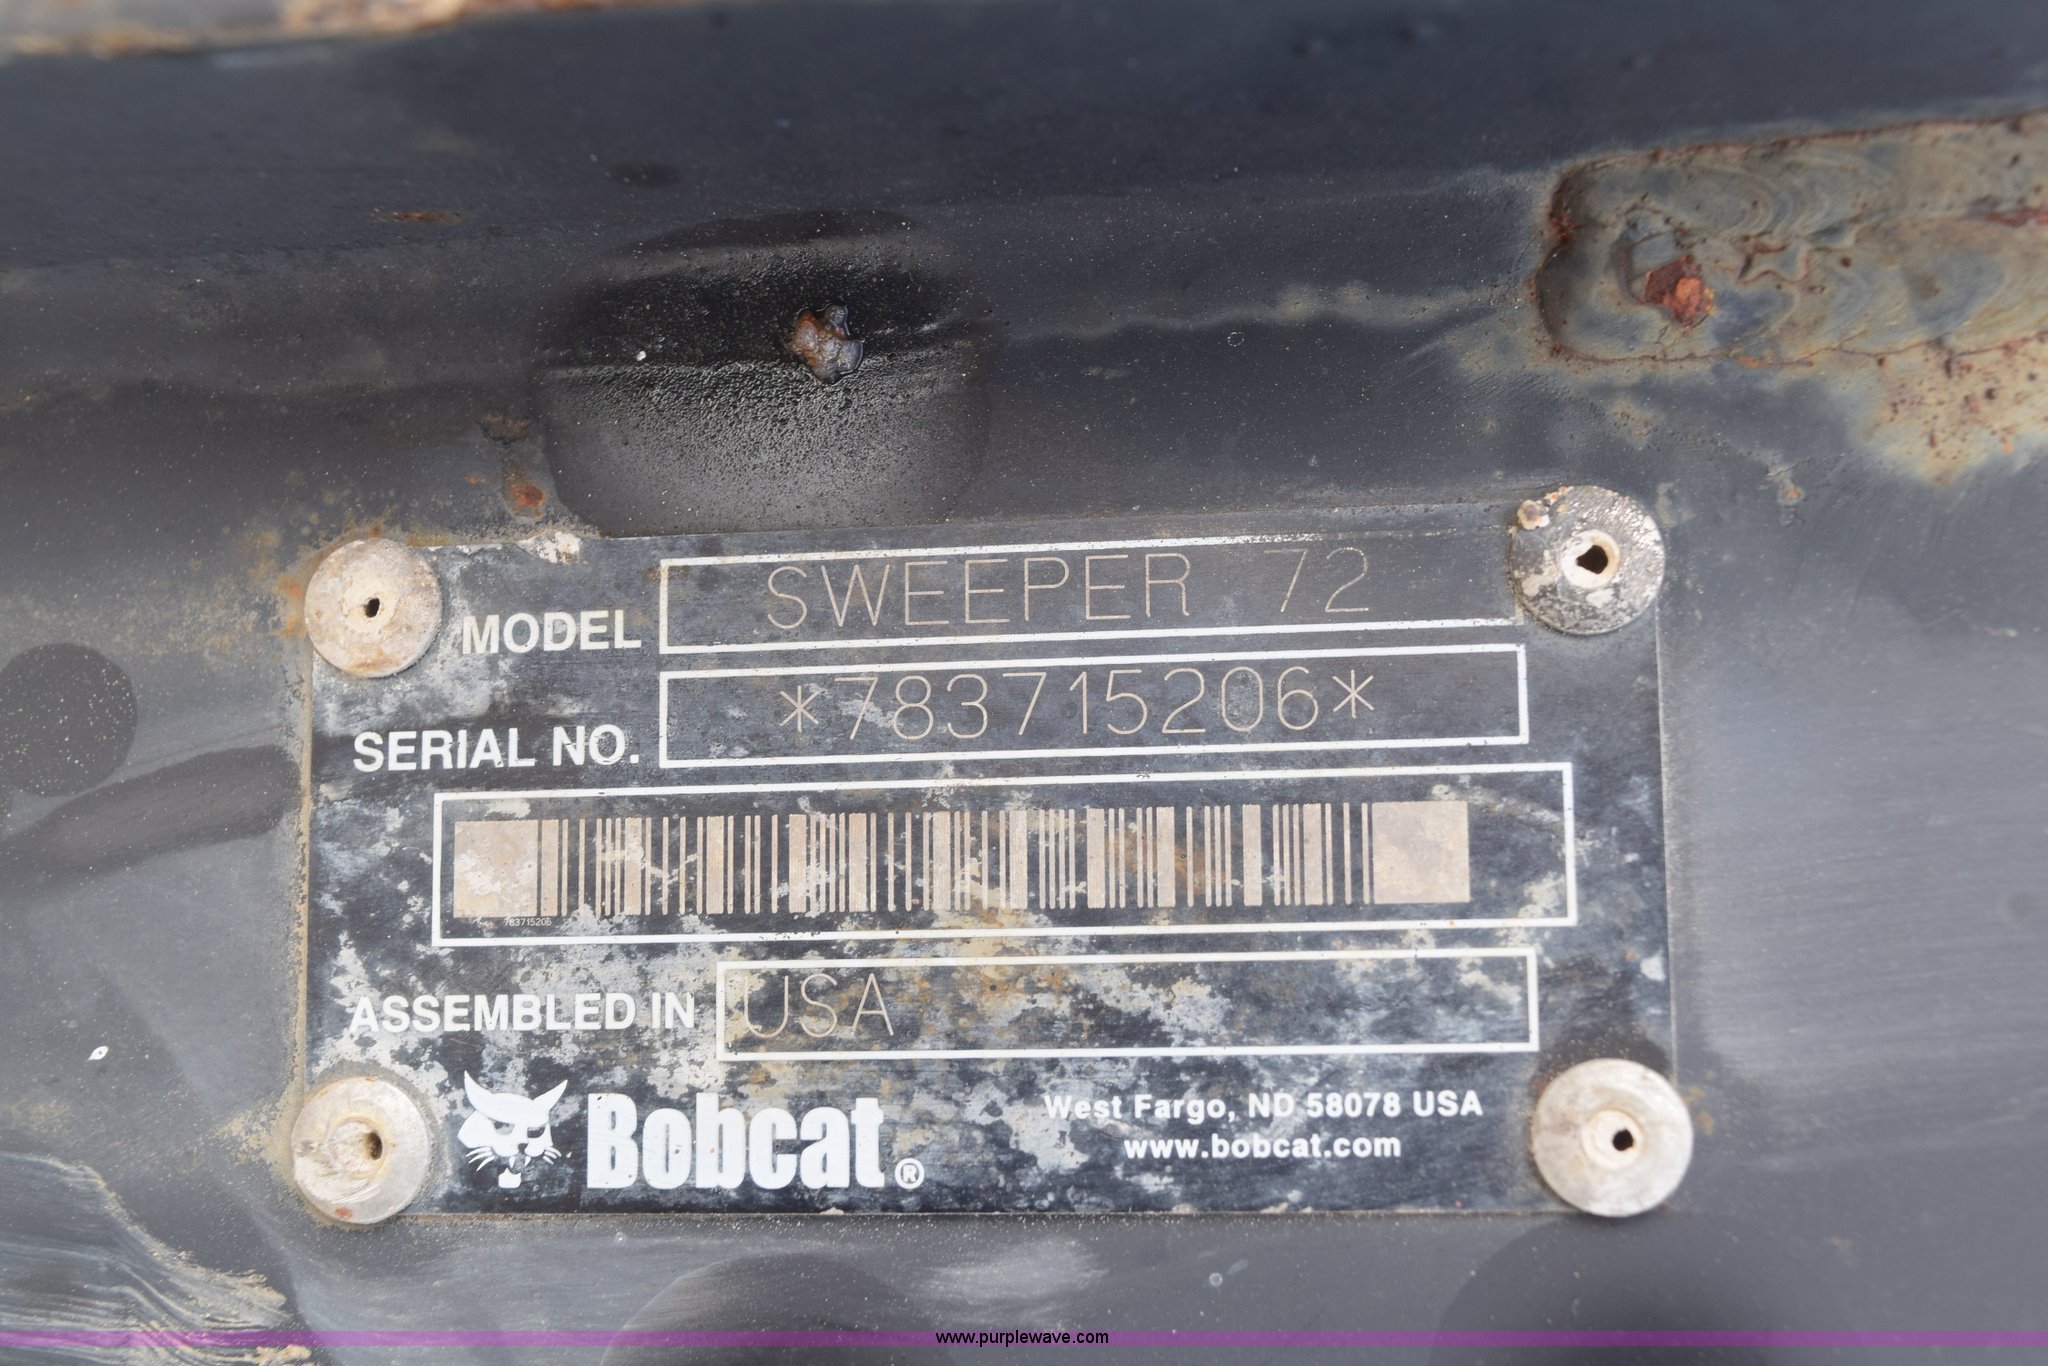 MODEL SWEEPER 72
SERIAL NO. *783715206*
783715206
ASSEMBLED IN USA
Bobcat®
West Fargo, ND 58078 USA
www.bobcat.com
www.purplewave.com